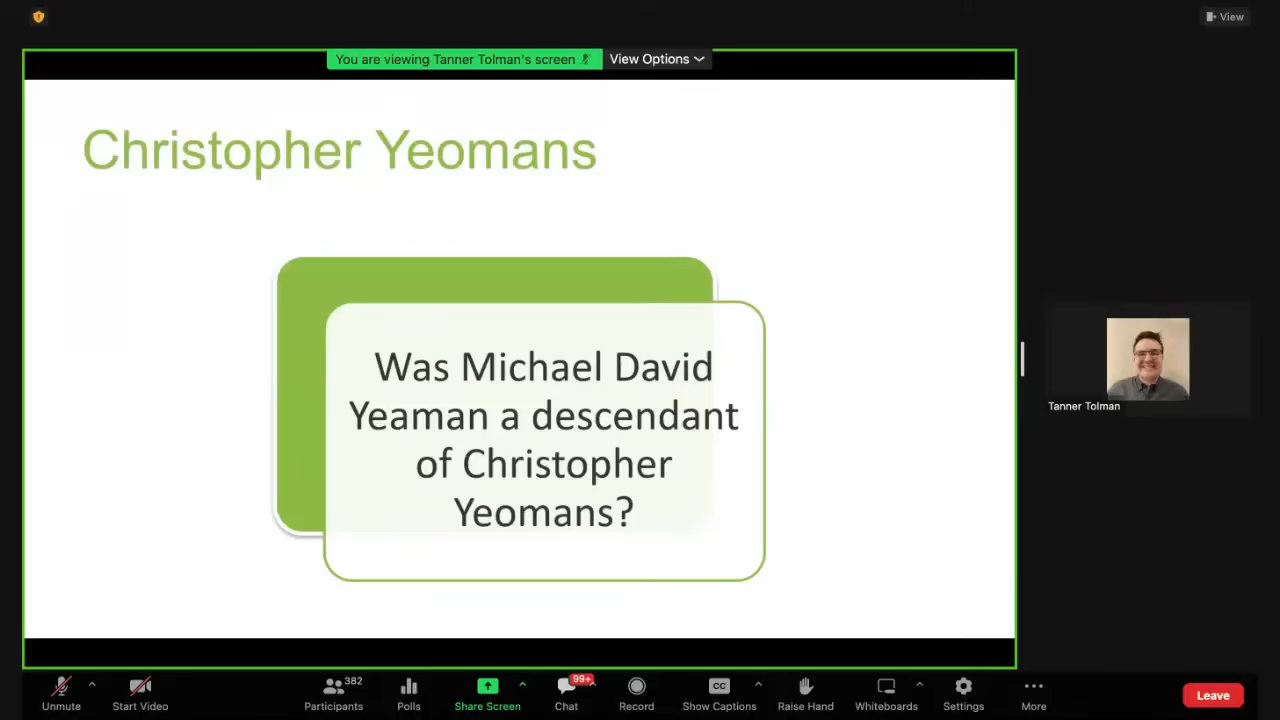 View
You are viewing Tanner Tolman's screen
View Options
Christopher Yeomans
Was Michael David
Yeaman a descendant
of Christopher
Yeomans?
Tanner Tolman
382
99+
CC
Unmute
Start Video
Participants
Polls
Share Screen
Chat
Record
Show Captions
Raise Hand
Whiteboards
Settings
More
Leave